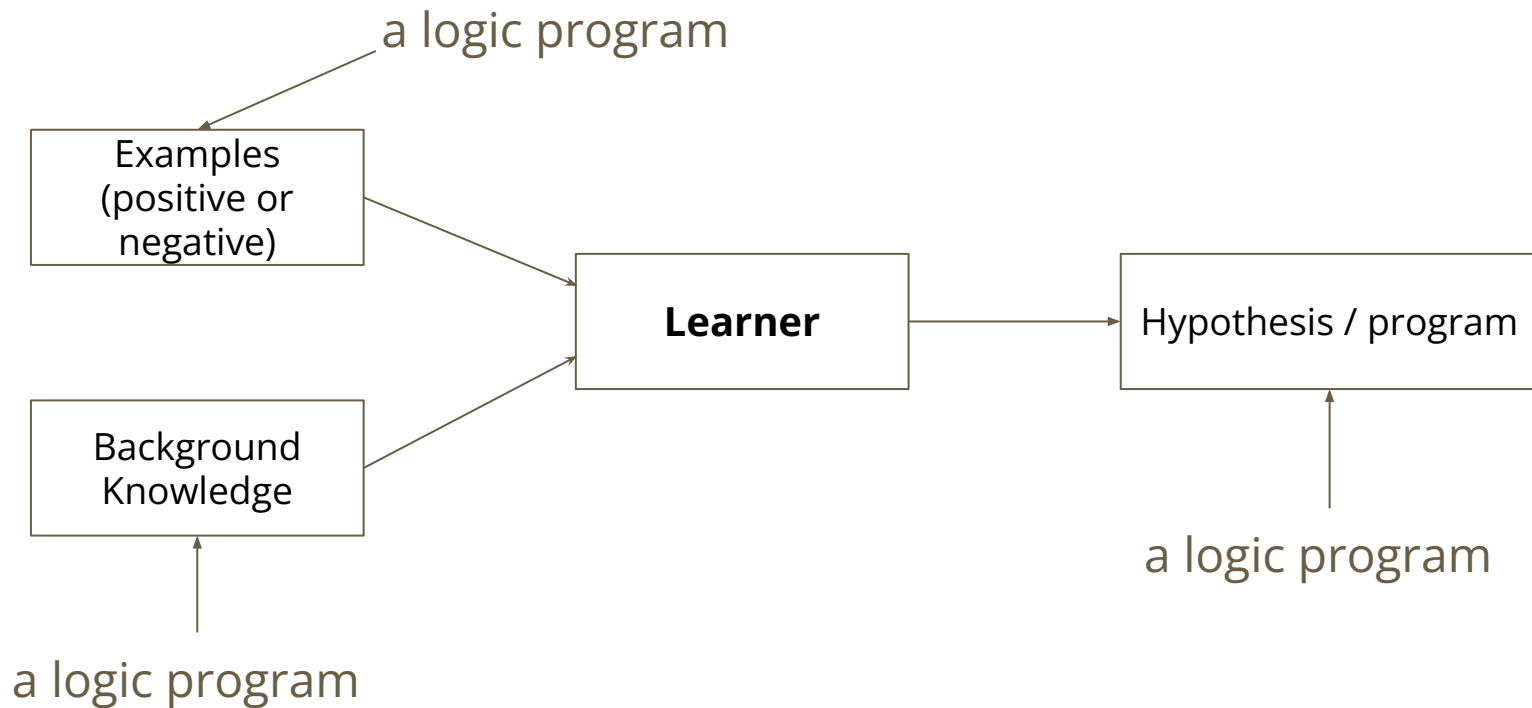 a logic program
Examples
(positive or
negative)
Learner
Hypothesis / program
Background
Knowledge
a logic program
a logic program